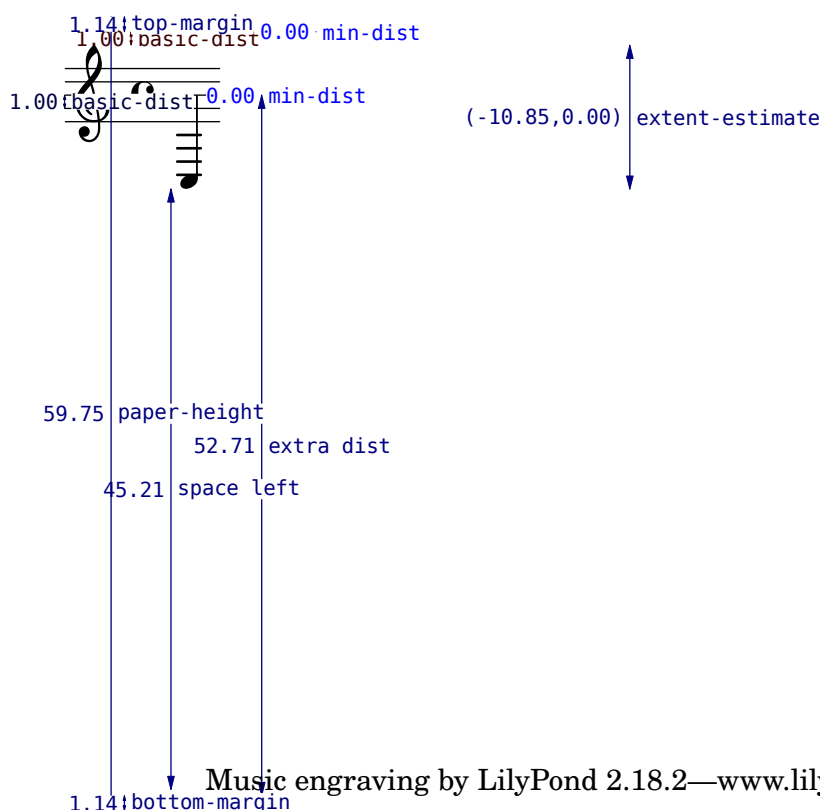 1.14 top-margin
1.00 basic-dist 0.00 min-dist
1.00 basic-dist 0.00 min-dist
(-10.85,0.00) extent-estimate
59.75 paper-height
52.71 extra dist
45.21 space left
Music engraving by LilyPond 2.18.2—www.lily
1.14 bottom-margin